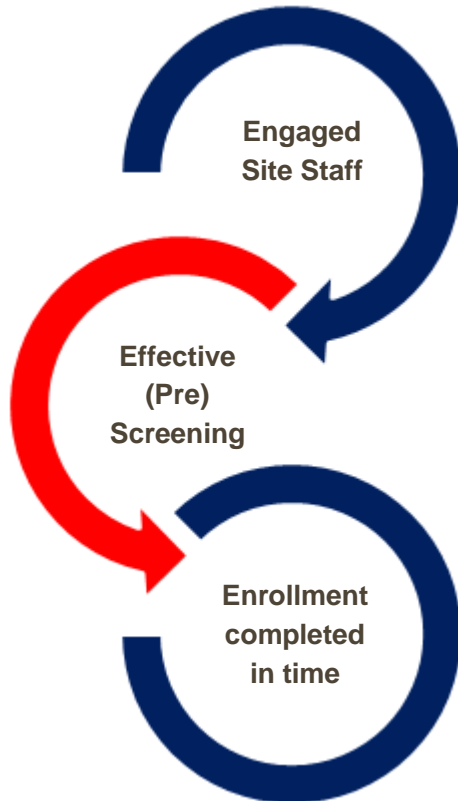 Engaged
Site Staff
Effective
(Pre)
Screening
Enrollment
completed
in time